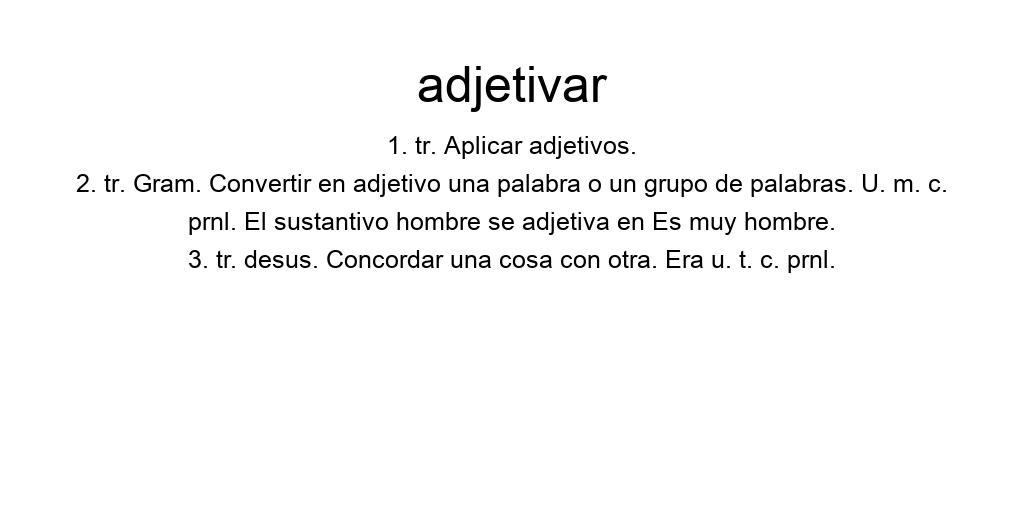 adjetivar
1. tr. Aplicar adjetivos.
2. tr. Gram. Convertir en adjetivo una palabra o un grupo de palabras. U. m. c.
prnl. El sustantivo hombre se adjetiva en Es muy hombre.
3. tr. desus. Concordar una cosa con otra. Era u. t. c. prnl.